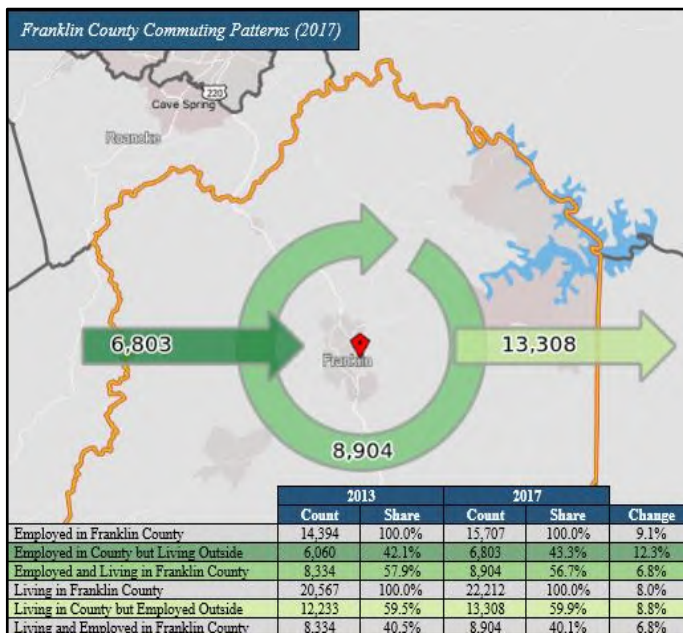 Franklin County Commuting Patterns (2017)
220
Cave Spring
Roanoke
6,803
13,308
Franklin
8,904
2013 2017
Count Share Count Share Change
Employed in Franklin County 14,394 100.0% 15,707 100.0% 9.1%
Employed in County but Living Outside 6,060 42.1% 6,803 43.3% 12.3%
Employed and Living in Franklin County 8,334 57.9% 8,904 56.7% 6.8%
Living in Franklin County 20,567 100.0% 22,212 100.0% 8.0%
Living in County but Employed Outside 12,233 59.5% 13,308 59.9% 8.8%
Living and Employed in Franklin County 8,334 40.5% 8,904 40.1% 6.8%